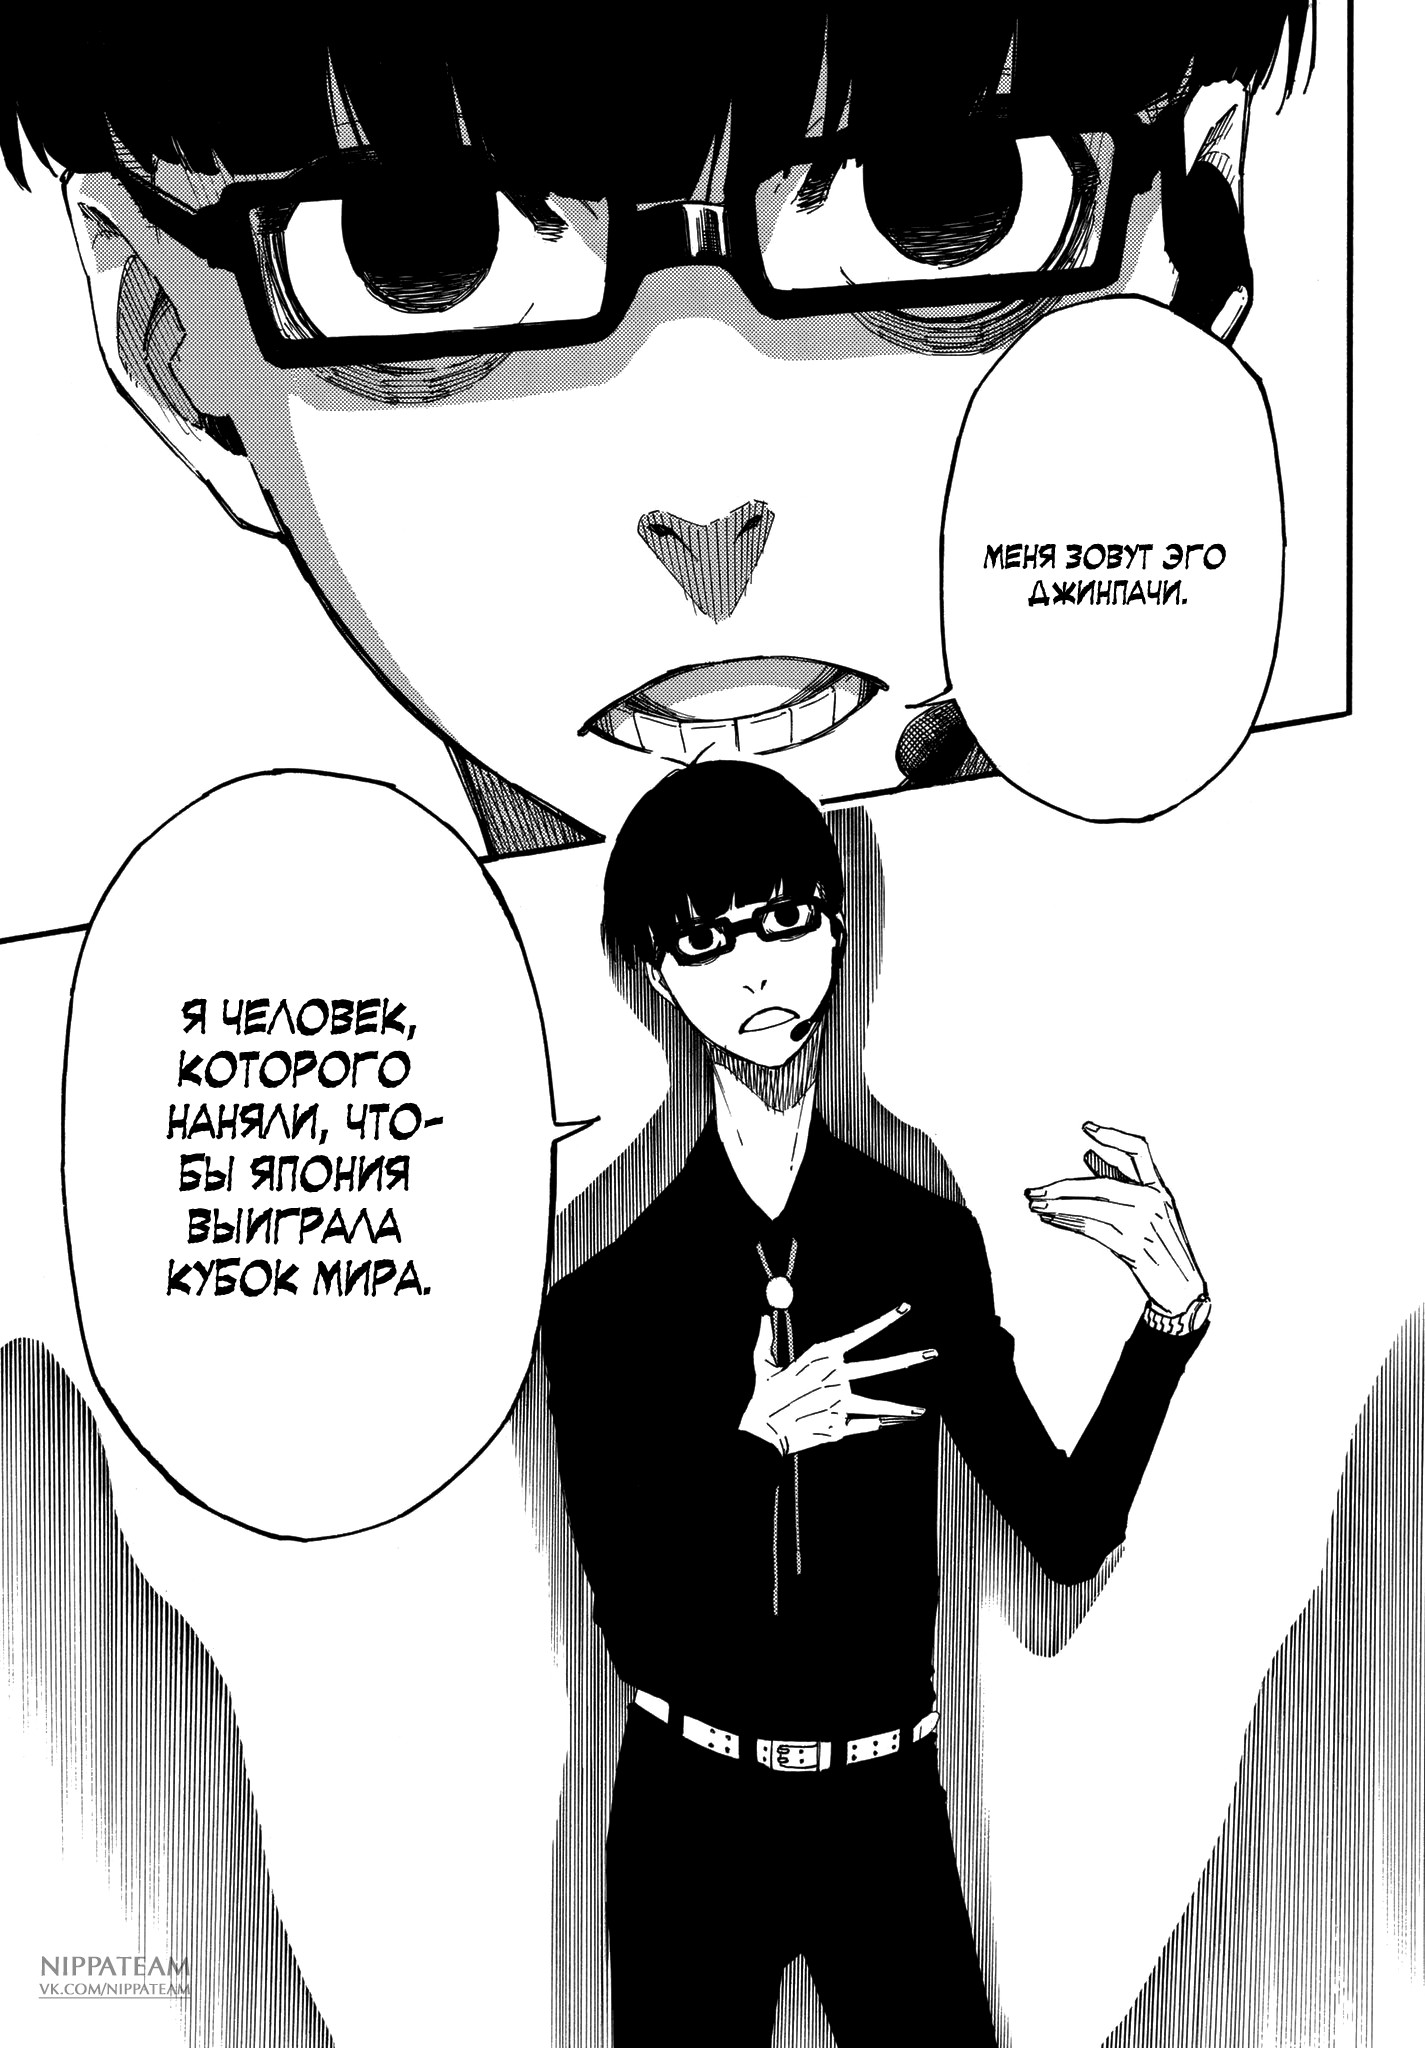 МЕНЯ ЗОВУТ ЭГО
ДЖИНПАЧИ.
Я ЧЕЛОВЕК,
КОТОРОГО
НАНЯЛИ, ЧТО-
БЫ ЯПОНИЯ
ВЫИГРАЛА
КУБОК МИРА.
NIPPATEAM
VK.COM/NIPPATEAM